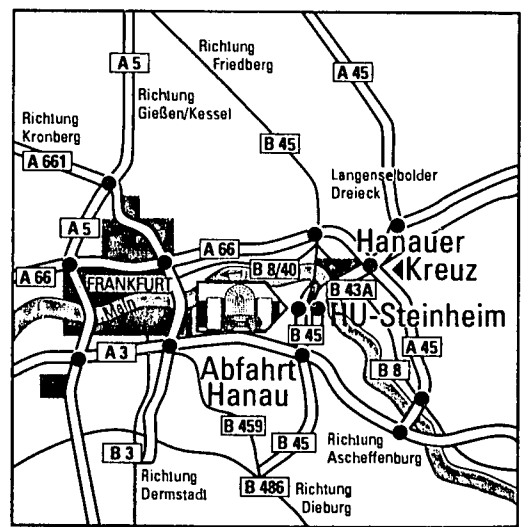 Richtung
Friedberg
A 5
A 45
Richtung
Gießen/Kessel
Richtung
Kronberg
A 661
B 45
Langenselbolder
Dreieck
A 5
A 66
Hanauer
Kreuz
A 66
FRANKFURT
B 8/40
B 43A
Main
HU-Steinheim
B 45
A 3
A 45
Abfahrt
Hanau
B 8
B 459
B 45
Richtung
Ascheffenburg
B 3
Richtung
Dermstadt
B 486
Richtung
Dieburg